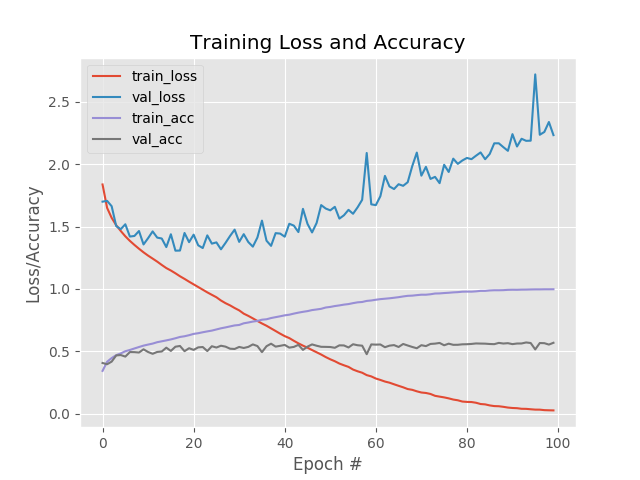 Training Loss and Accuracy
train_loss
val_loss
train_acc
val_acc
Loss/Accuracy
2.5
2.0
1.5
1.0
0.5
0.0
0 20 40 60 80 100
Epoch #